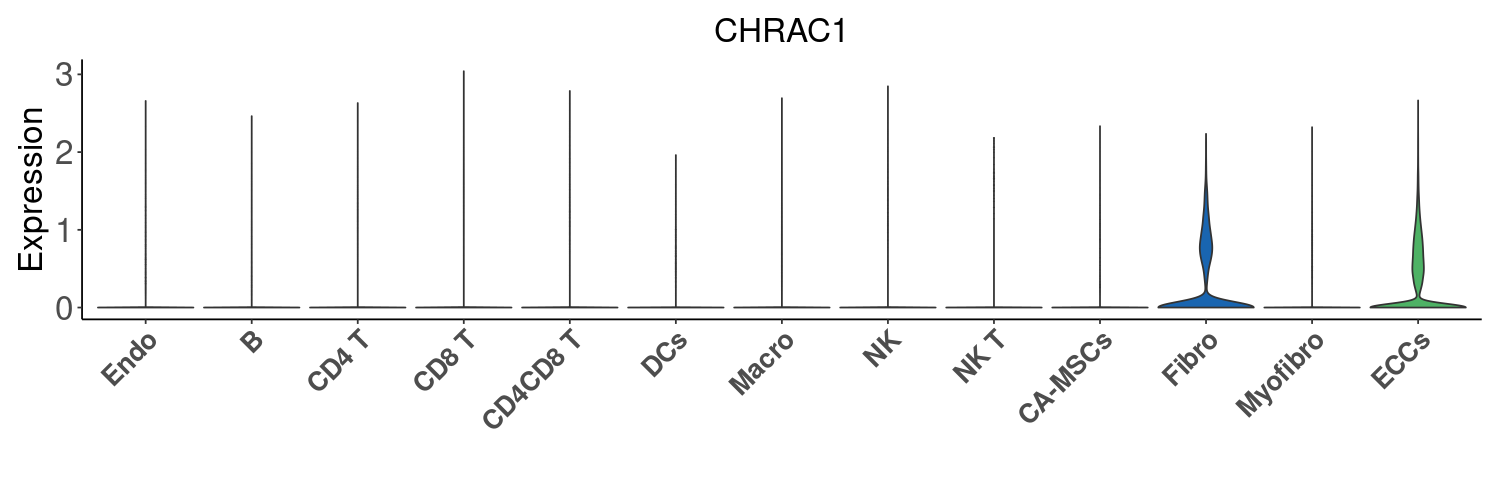 CHRAC1
Expression
3
2
1
0
Endo
B
CD4 T
CD8 T
CD4CD8 T
DCs
Macro
NK
NK T
CA-MSCs
Fibro
Myofibro
ECCs